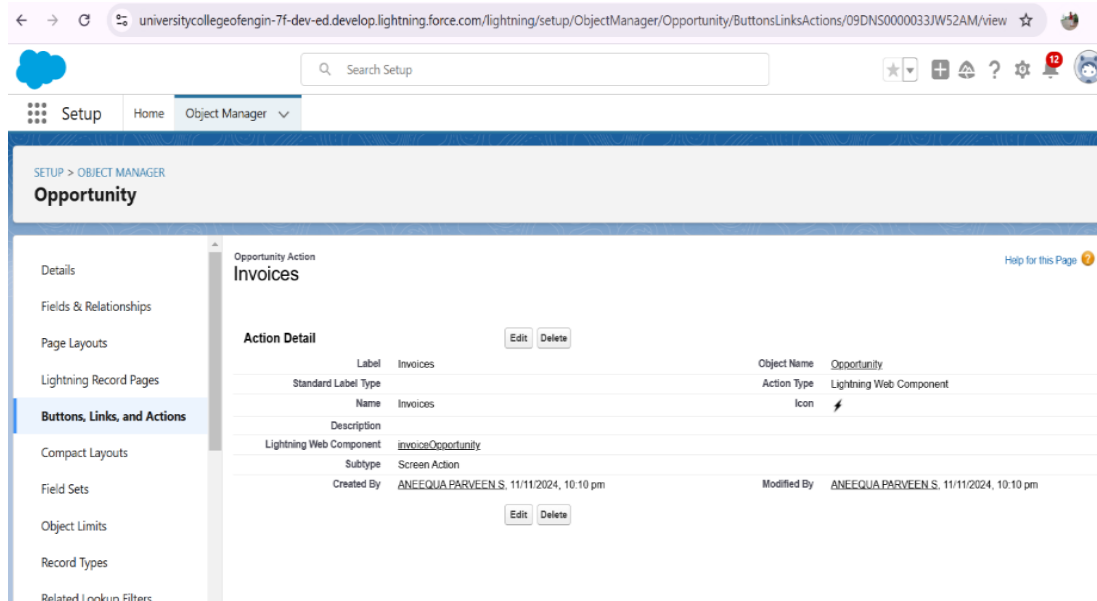 universitycollegeofengin-7f-dev-ed.develop.lightning.force.com/lightning/setup/ObjectManager/Opportunity/ButtonsLinksActions/09DNS0000033JW52AM/view
Search Setup
12
Setup Home Object Manager
SETUP > OBJECT MANAGER
Opportunity
Details
Fields & Relationships
Page Layouts
Lightning Record Pages
Buttons, Links, and Actions
Compact Layouts
Field Sets
Object Limits
Record Types
Related Lookup Filters
Opportunity Action
Invoices
Help for this Page ?
Action Detail Edit Delete
Label Invoices Object Name Opportunity
Standard Label Type Action Type Lightning Web Component
Name Invoices Icon
Description
Lightning Web Component invoiceOpportunity
Subtype Screen Action
Created By ANEEQUA PARVEEN S, 11/11/2024, 10:10 pm Modified By ANEEQUA PARVEEN S, 11/11/2024, 10:10 pm
Edit Delete